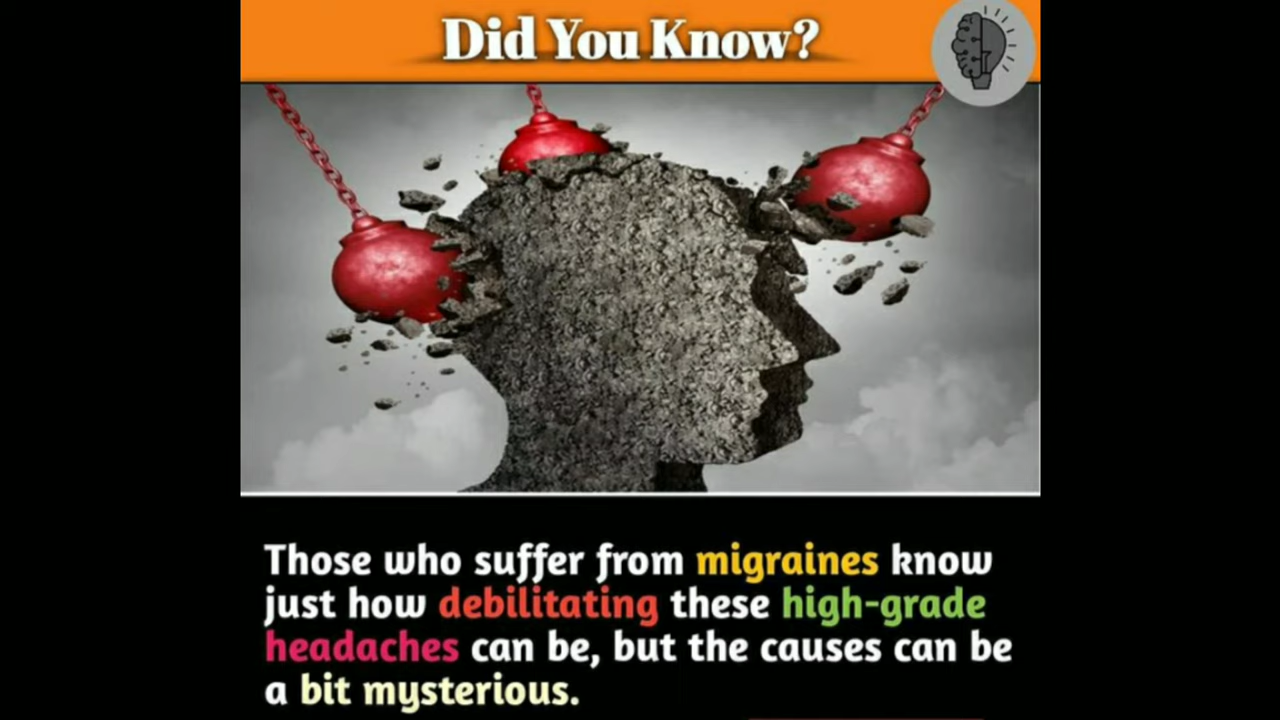 Did You Know?
Those who suffer from migraines know
just how debilitating these high-grade
headaches can be, but the causes can be
a bit mysterious.